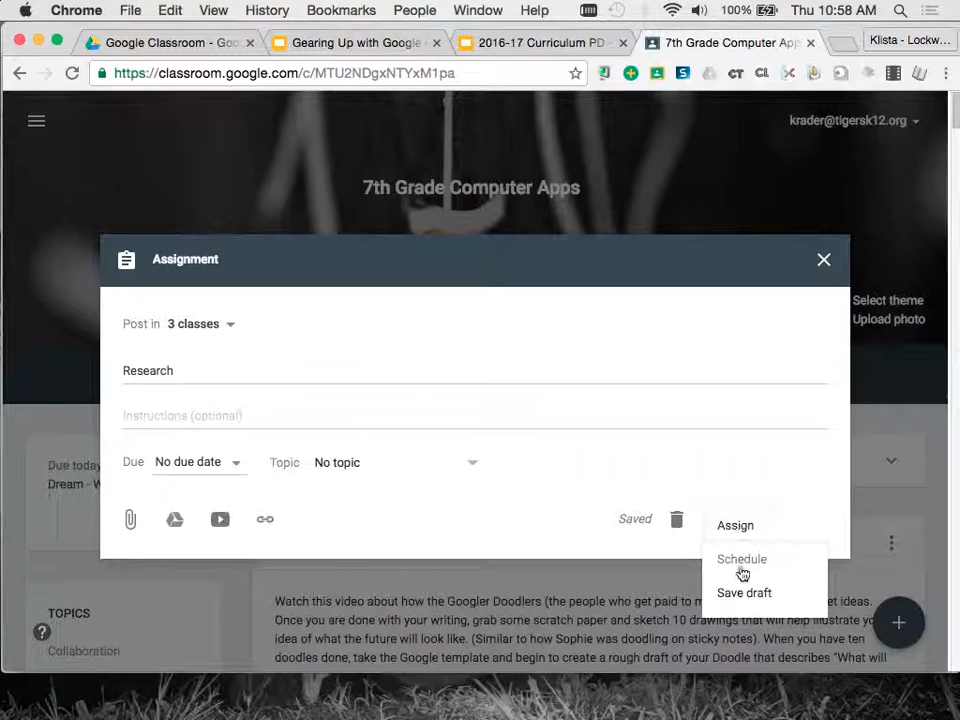 Chrome File Edit View History Bookmarks People Window Help 100% Thu 10:58 AM
Google Classroom - Goo
Gearing Up with Google
2016-17 Curriculum PD -
7th Grade Computer App
Klista - Lockw...
https://classroom.google.com/c/MTU2NDgxNTYxM1pa
krader@tigersk12.org
7th Grade Computer Apps
Assignment
Select theme
Upload photo
Post in 3 classes
Research
Instructions (optional)
Due today
Dream - W
Due No due date Topic No topic
Saved
Assign
Schedule
Save draft
TOPICS
Collaboration
Watch this video about how the Googler Doodlers (the people who get paid to m et ideas.
Once you are done with your writing, grab some scratch paper and sketch 10 drawings that will help illustrate yo
idea of what the future will look like. (Similar to how Sophie was doodling on sticky notes). When you have ten
doodles done, take the Google template and begin to create a rough draft of your Doodle that describes "What will